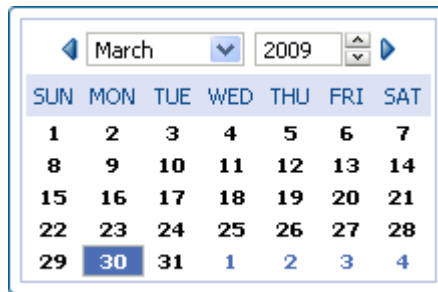 March 2009
SUN MON TUE WED THU FRI SAT
1 2 3 4 5 6 7
8 9 10 11 12 13 14
15 16 17 18 19 20 21
22 23 24 25 26 27 28
29 30 31 1 2 3 4